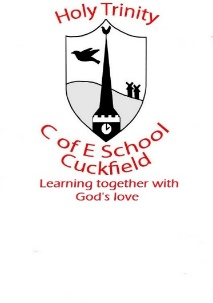 Holy Trinity
C of E School
Cuckfield
Learning together with
God's love